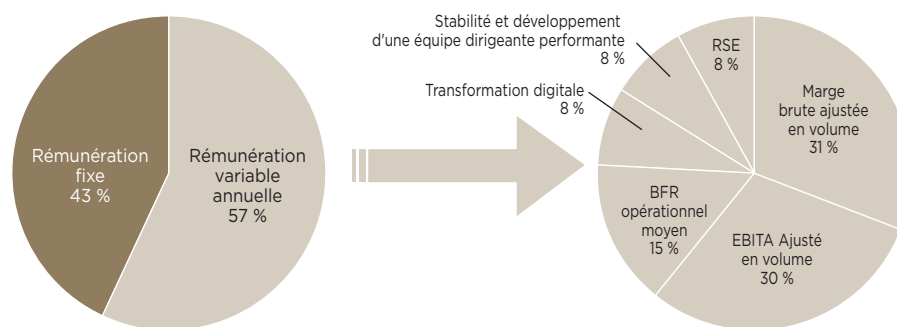 Rémunération
fixe
43 %
Rémunération
variable
annuelle
57 %
Stabilité et développement
d'une équipe dirigeante performante
8 %
Transformation digitale
8 %
RSE
8 %
Marge
brute ajustée
en volume
31 %
BFR
opérationnel
moyen
15 %
EBITA Ajusté
en volume
30 %